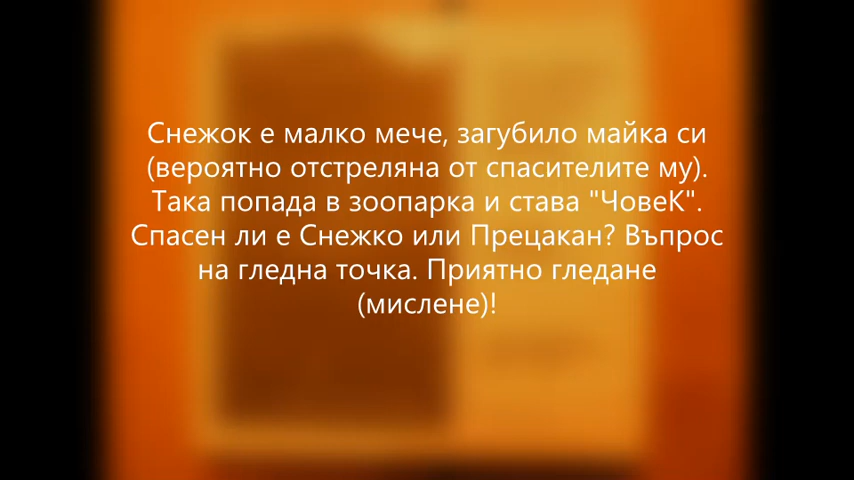 Снежок е малко мече, загубило майка си
(вероятно отстреляна от спасителите му).
Така попада в зоопарка и става "ЧовеК".
Спасен ли е Снежко или Прецакан? Въпрос
на гледна точка. Приятно гледане
(мислене)!